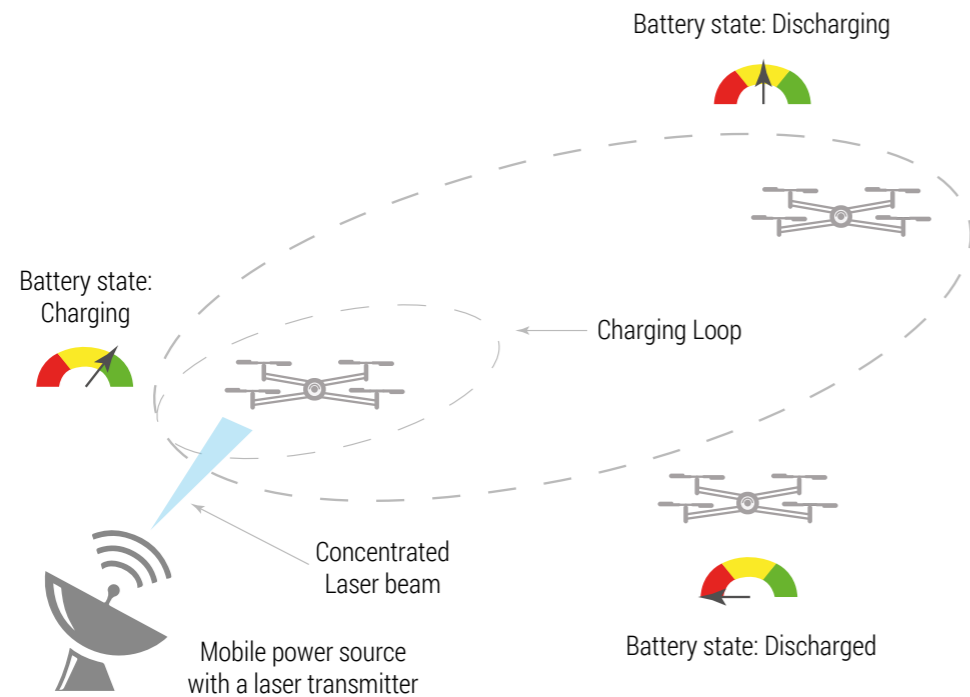 Battery state: Discharging
Battery state:
Charging
Charging Loop
Concentrated
Laser beam
Mobile power source
with a laser transmitter
Battery state: Discharged